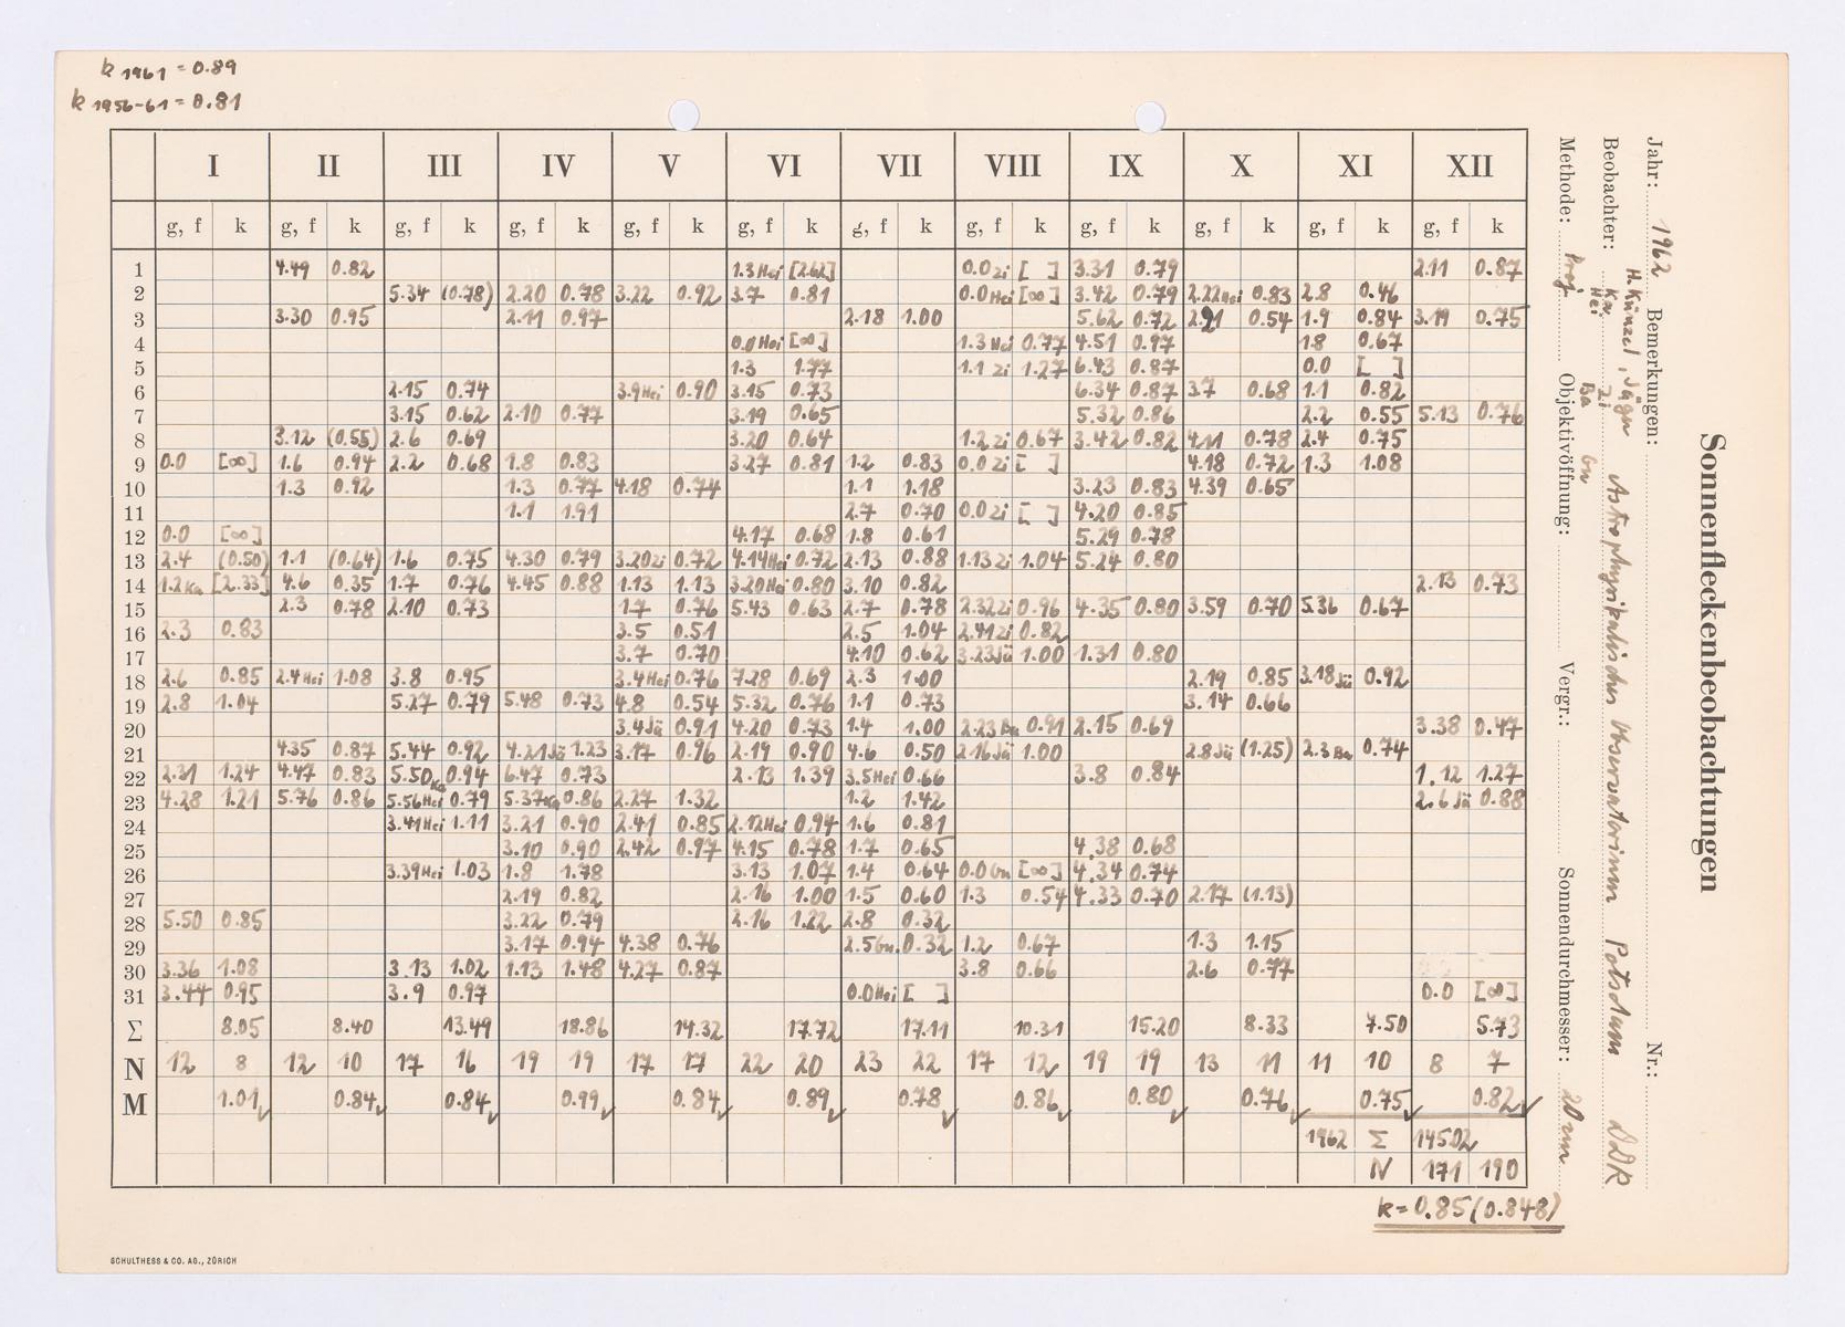 k 1961 = 0.89
k 1956-61 = 0.81
I II III IV V VI VII VIII IX X XI XII
g, f k g, f k g, f k g, f k g, f k g, f k g, f k g, f k g, f k g, f k g, f k g, f k
1 4.49 0.82 1.3 Hei [2.62] 0.0 Zi [ ] 3.31 0.79 2.11 0.87
2 5.34 (0.78) 2.20 0.78 3.22 0.92 3.7 0.81 0.0 Hei [∞] 3.42 0.79 2.22 Hei 0.83 2.8 0.46
3 3.30 0.95 2.11 0.97 2.18 1.00 5.62 0.72 2.21 0.54 1.9 0.84 3.19 0.75
4 0.0 Hei [∞] 1.3 Hei 0.77 4.51 0.97 1.8 0.67
5 1.3 1.77 1.1 Zi 1.27 6.43 0.87 0.0 [ ]
6 2.15 0.74 3.9 Hei 0.90 3.15 0.73 6.34 0.87 3.7 0.68 1.1 0.82
7 3.15 0.62 2.10 0.77 3.19 0.65 5.32 0.86 2.2 0.55 5.13 0.76
8 3.12 (0.55) 2.6 0.69 3.20 0.64 1.2 Zi 0.67 3.42 0.82 4.11 0.78 2.4 0.75
9 0.0 [∞] 1.6 0.94 2.2 0.68 1.8 0.83 3.27 0.81 1.2 0.83 0.0 Zi [ ] 4.18 0.72 1.3 1.08
10 1.3 0.92 1.3 0.77 4.18 0.74 1.1 1.18 3.23 0.83 4.39 0.65
11 1.1 1.91 2.7 0.70 0.0 Zi [ ] 4.20 0.85
12 0.0 [∞] 4.17 0.68 1.8 0.61 5.29 0.78
13 2.4 (0.50) 1.1 (0.64) 1.6 0.75 4.30 0.79 3.20 Zi 0.72 4.14 Hei 0.72 2.13 0.88 1.13 Zi 1.04 5.24 0.80
14 1.2 Ka [2.33] 4.6 0.35 1.7 0.76 4.45 0.88 1.13 1.13 3.20 Hei 0.80 3.10 0.82 2.13 0.73
15 2.3 0.78 2.10 0.73 1.7 0.76 5.43 0.63 2.7 0.78 2.32 Zi 0.96 4.35 0.80 3.59 0.70 5.36 0.67
16 2.3 0.83 3.5 0.51 2.5 1.04 2.41 Zi 0.82
17 3.7 0.70 4.10 0.62 3.23 Jä 1.00 1.31 0.80
18 2.6 0.85 2.4 Hei 1.08 3.8 0.95 3.4 Hei 0.76 7.28 0.69 2.3 1.00 2.19 0.85 3.18 Jä 0.92
19 2.8 1.04 5.27 0.79 5.48 0.73 4.8 0.54 5.32 0.76 1.1 0.73 3.14 0.66
20 3.4 Jä 0.91 4.20 0.73 1.4 1.00 2.23 Ba 0.91 2.15 0.69 3.38 0.47
21 4.35 0.87 5.44 0.92 4.21 Jä 1.23 3.17 0.96 2.19 0.90 4.6 0.50 2.16 Jä 1.00 2.8 Jä (1.25) 2.3 Ba 0.74
22 2.31 1.24 4.47 0.83 5.50 Ka 0.94 6.47 0.73 2.13 1.39 3.5 Hei 0.66 3.8 0.84 1.12 1.27
23 4.28 1.21 5.76 0.86 5.56 Hei 0.79 5.37 Ka 0.86 2.27 1.32 1.2 1.42 2.6 Jä 0.88
24 3.41 Hei 1.11 3.21 0.90 2.41 0.85 2.12 Hei 0.94 1.6 0.81
25 3.10 0.90 2.42 0.97 4.15 0.78 1.7 0.65 4.38 0.68
26 3.39 Hei 1.03 1.8 1.78 3.13 1.07 1.4 0.64 0.0 Gu [∞] 4.34 0.74
27 2.19 0.82 2.16 1.00 1.5 0.60 1.3 0.54 4.33 0.70 2.17 (1.13)
28 5.50 0.85 3.22 0.79 2.16 1.22 2.8 0.32
29 3.17 0.94 4.38 0.76 2.5 Gu. 0.32 1.2 0.67 1.3 1.15
30 3.36 1.08 3.13 1.02 1.13 1.48 4.27 0.87 3.8 0.66 2.6 0.77
31 3.44 0.95 3.9 0.97 0.0 Hei [ ] 0.0 [∞]
Σ 8.05 8.40 13.49 18.86 14.32 17.72 17.11 10.31 15.20 8.33 7.50 5.73
N 12 8 12 10 17 16 19 19 17 17 22 20 23 22 17 12 19 19 13 11 11 10 8 7
M 1.01 0.84 0.84 0.99 0.84 0.89 0.78 0.86 0.80 0.76 0.75 0.82
1962 Σ 145.02
N 171 190
k = 0.85 (0.848)
SCHULTHESS & CO. AG., ZÜRICH
Sonnenfleckenbeobachtungen
Jahr: 1962 Bemerkungen: Nr.:
Beobachter: H. Künzel, Jäger Astrophysikalisches Observatorium Potsdam DDR
Ka Zi
Hei Ba Gu
Methode: Proj. Objektivöffnung: Vergr.: Sonnendurchmesser: 20 cm